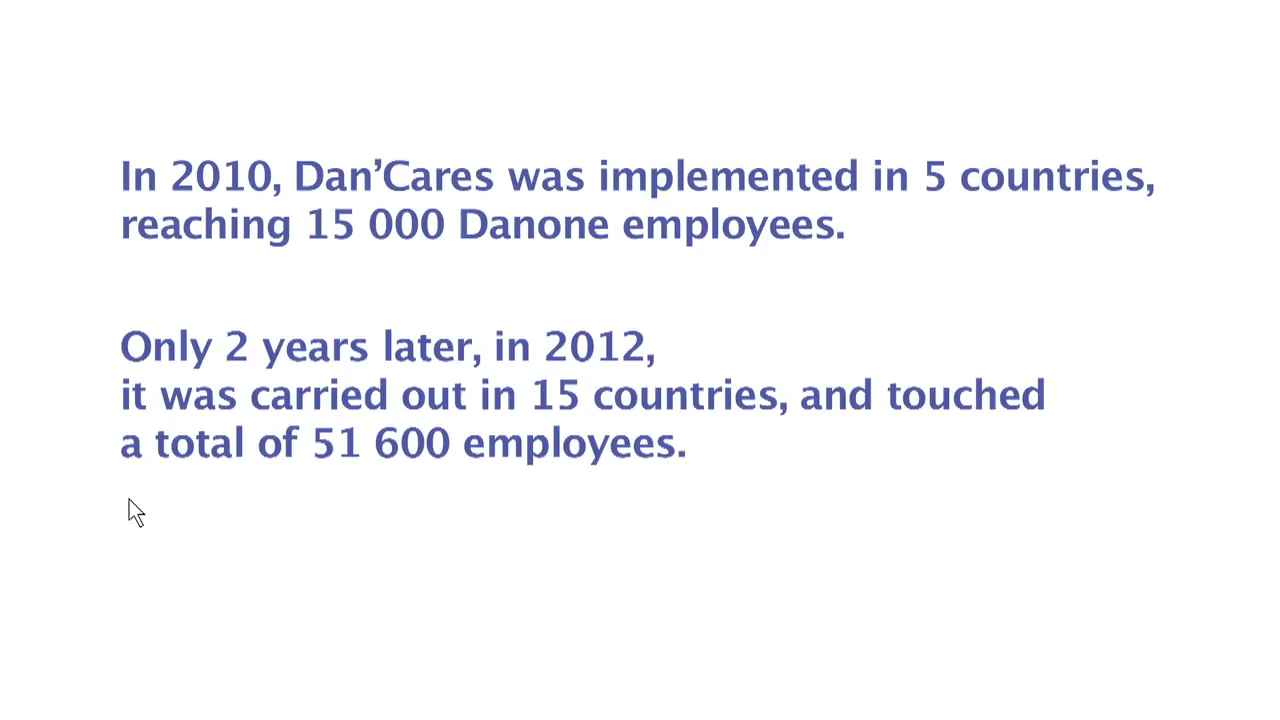 In 2010, Dan’Cares was implemented in 5 countries,
reaching 15 000 Danone employees.
Only 2 years later, in 2012,
it was carried out in 15 countries, and touched
a total of 51 600 employees.